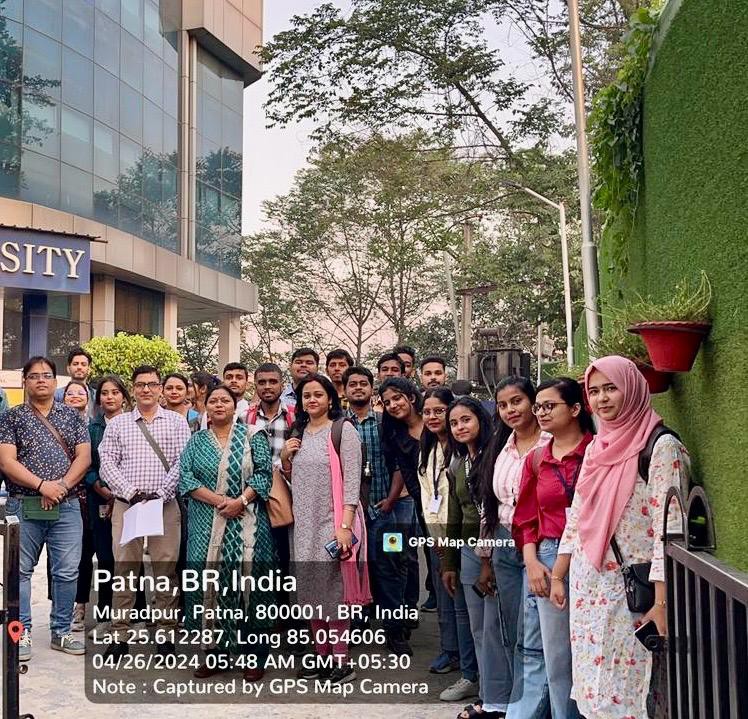 SITY
GPS Map Camera
Patna,BR,India
Muradpur, Patna, 800001, BR, India
Lat 25.612287, Long 85.054606
04/26/2024 05:48 AM GMT+05:30
Note : Captured by GPS Map Camera